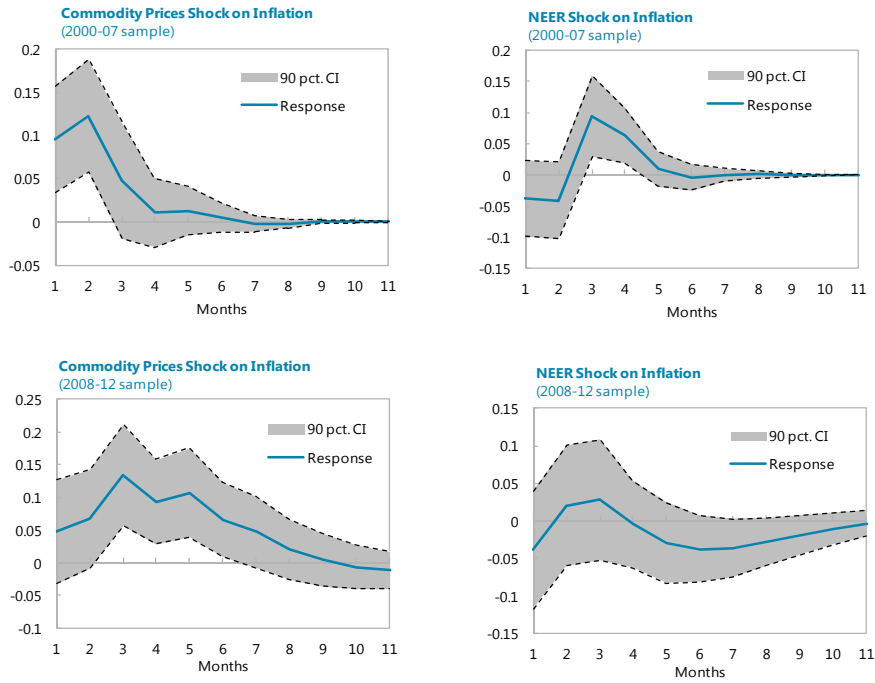 Commodity Prices Shock on Inflation
(2000-07 sample)
0.2
0.15
0.1
0.05
0
-0.05
90 pct. CI
Response
1 2 3 4 5 6 7 8 9 10 11
Months
NEER Shock on Inflation
(2000-07 sample)
0.2
0.15
0.1
0.05
0
-0.05
-0.1
-0.15
90 pct. CI
Response
1 2 3 4 5 6 7 8 9 10 11
Months
Commodity Prices Shock on Inflation
(2008-12 sample)
0.25
0.2
0.15
0.1
0.05
0
-0.05
-0.1
90 pct. CI
Response
1 2 3 4 5 6 7 8 9 10 11
Months
NEER Shock on Inflation
(2008-12 sample)
0.15
0.1
0.05
0
-0.05
-0.1
-0.15
90 pct. CI
Response
1 2 3 4 5 6 7 8 9 10 11
Months